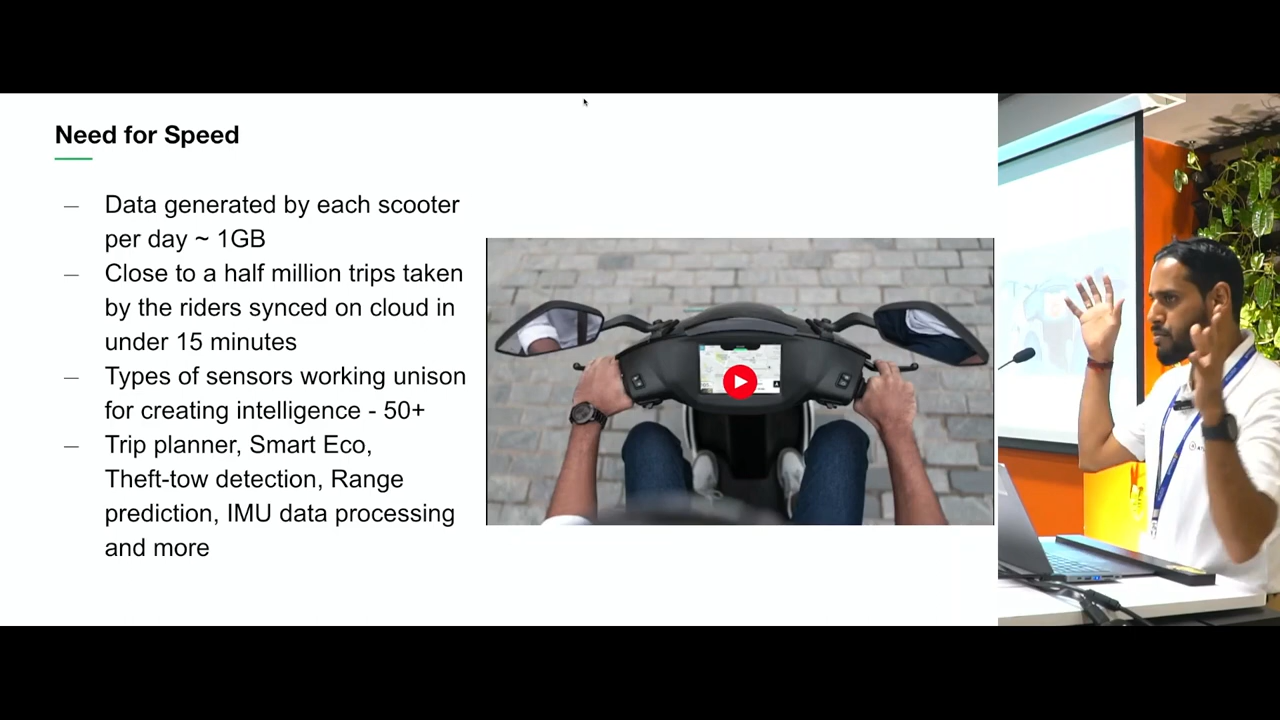 Need for Speed
— Data generated by each scooter
per day ~ 1GB
— Close to a half million trips taken
by the riders synced on cloud in
under 15 minutes
— Types of sensors working unison
for creating intelligence - 50+
— Trip planner, Smart Eco,
Theft-tow detection, Range
prediction, IMU data processing
and more